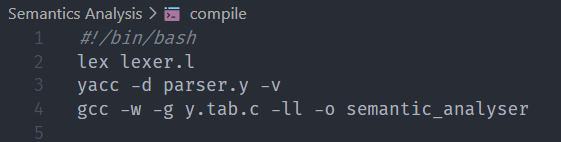 Semantics Analysis > compile
1 #!/bin/bash
2 lex lexer.l
3 yacc -d parser.y -v
4 gcc -w -g y.tab.c -ll -o semantic_analyser
5